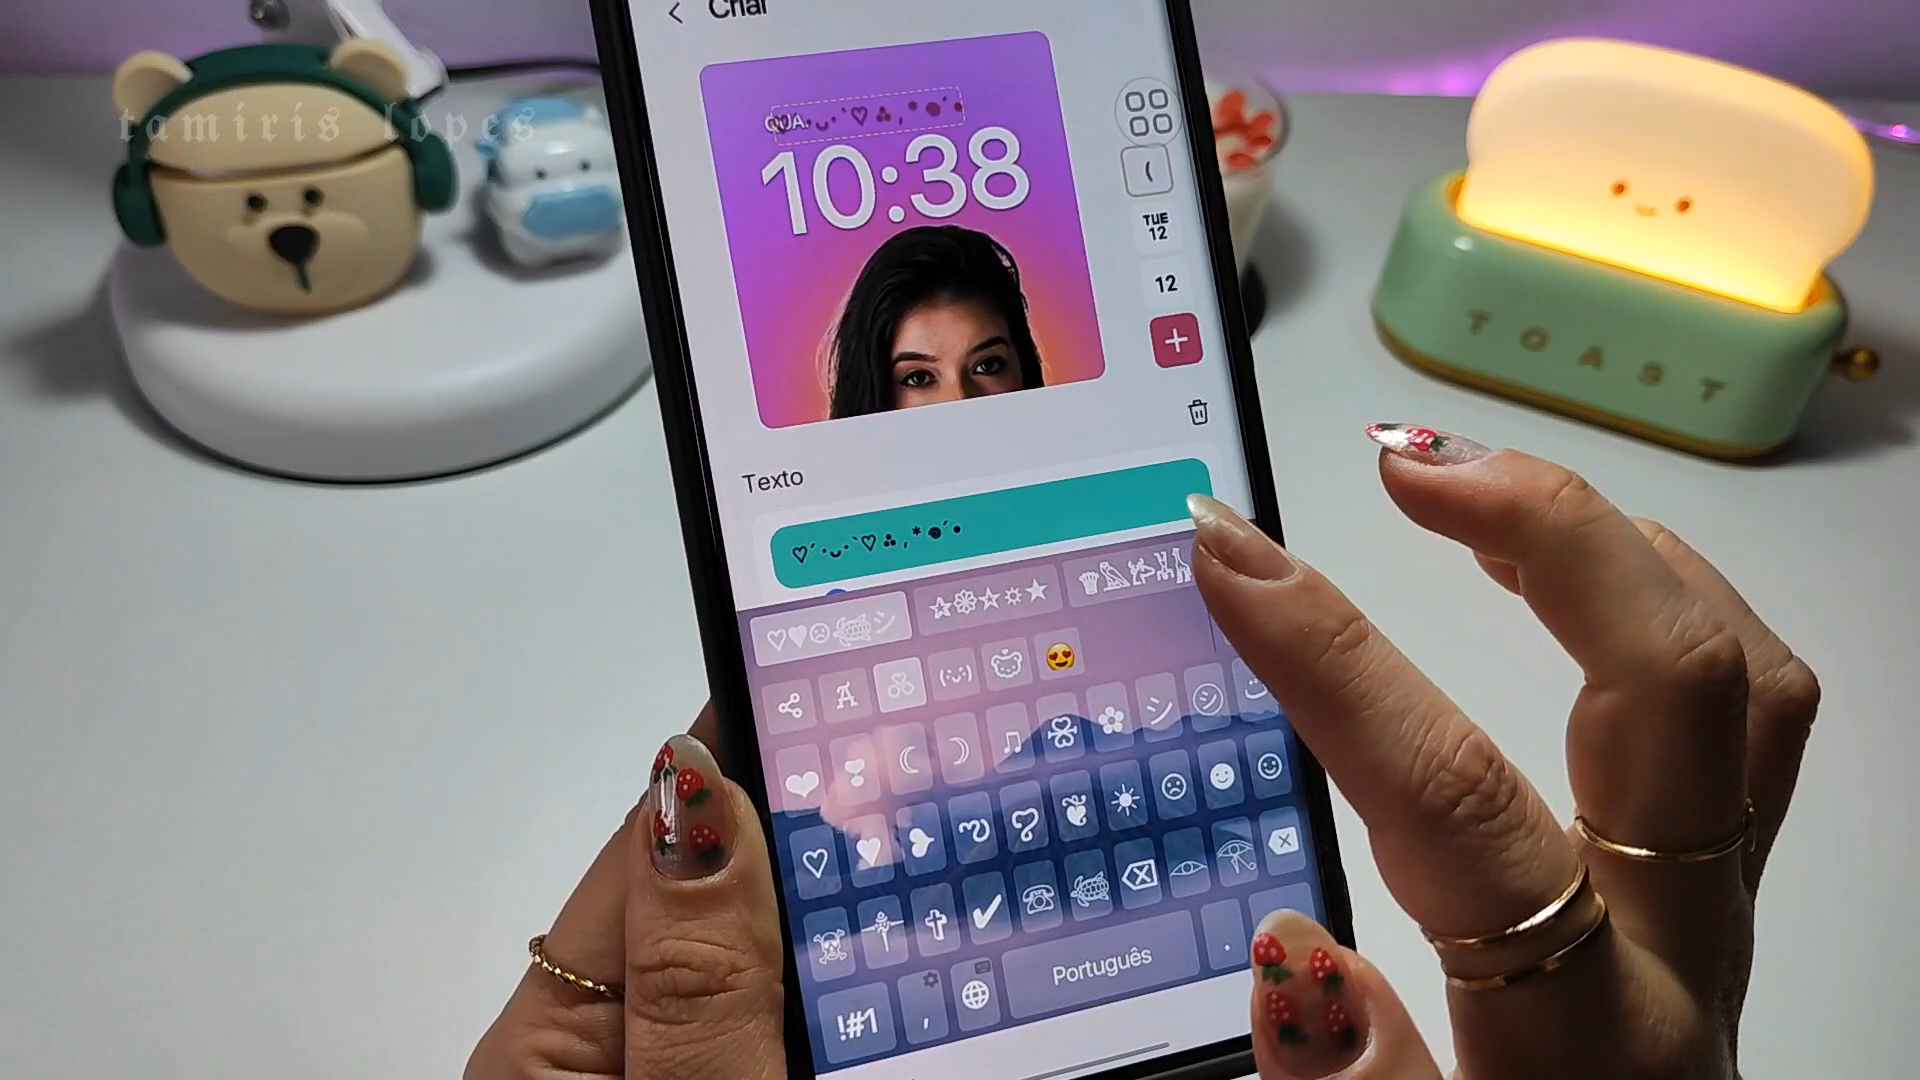 Criar
tamiris lopes
QUA.
10:38
TUE
12
12
Texto
♡´･ᴗ･`♡
!#1
,
Português
.
TOAST